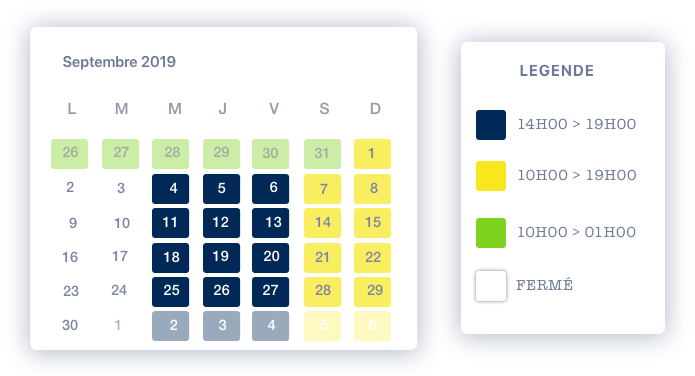 Septembre 2019
L M M J V S D
26 27 28 29 30 31 1
2 3 4 5 6 7 8
9 10 11 12 13 14 15
16 17 18 19 20 21 22
23 24 25 26 27 28 29
30 1 2 3 4 5 6
LEGENDE
14H00 > 19H00
10H00 > 19H00
10H00 > 01H00
FERMÉ